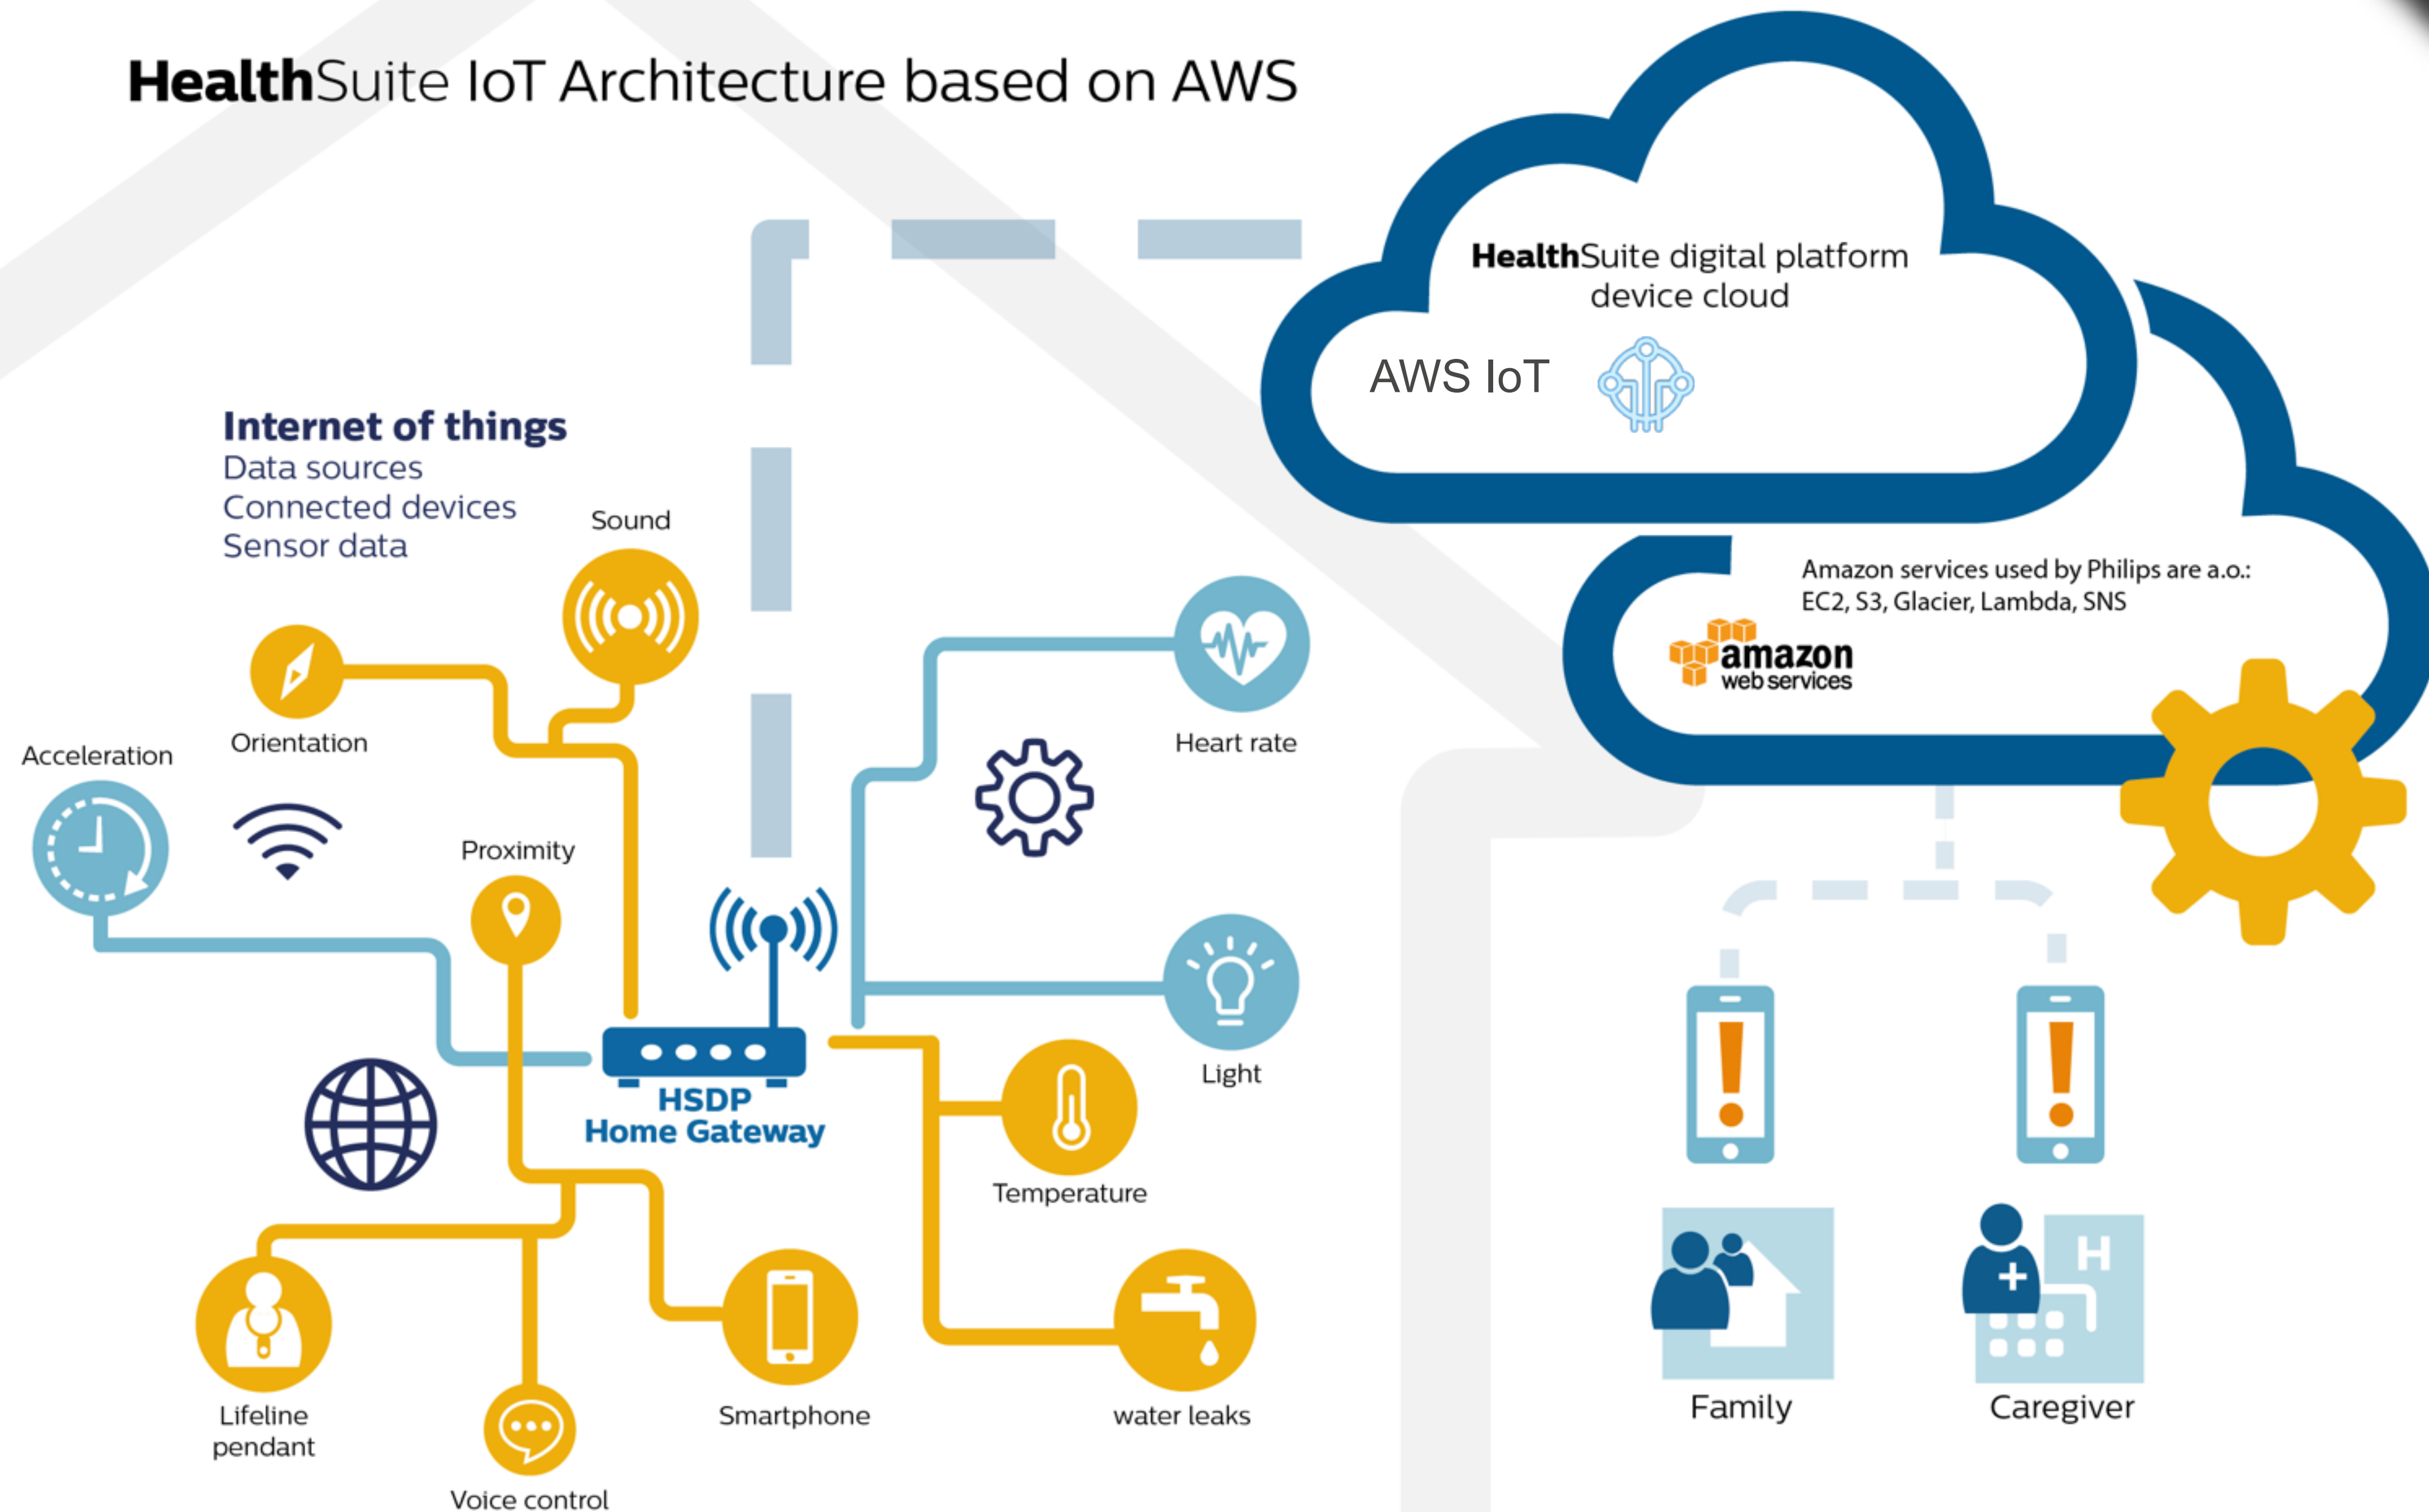 HealthSuite IoT Architecture based on AWS
HealthSuite digital platform
device cloud
AWS IoT
Amazon services used by Philips are a.o.:
EC2, S3, Glacier, Lambda, SNS
amazon
web services
Internet of things
Data sources
Connected devices
Sensor data
Sound
Orientation
Acceleration
Proximity
Heart rate
Light
HSDP
Home Gateway
Temperature
Lifeline
pendant
Voice control
Smartphone
water leaks
H
Family
Caregiver